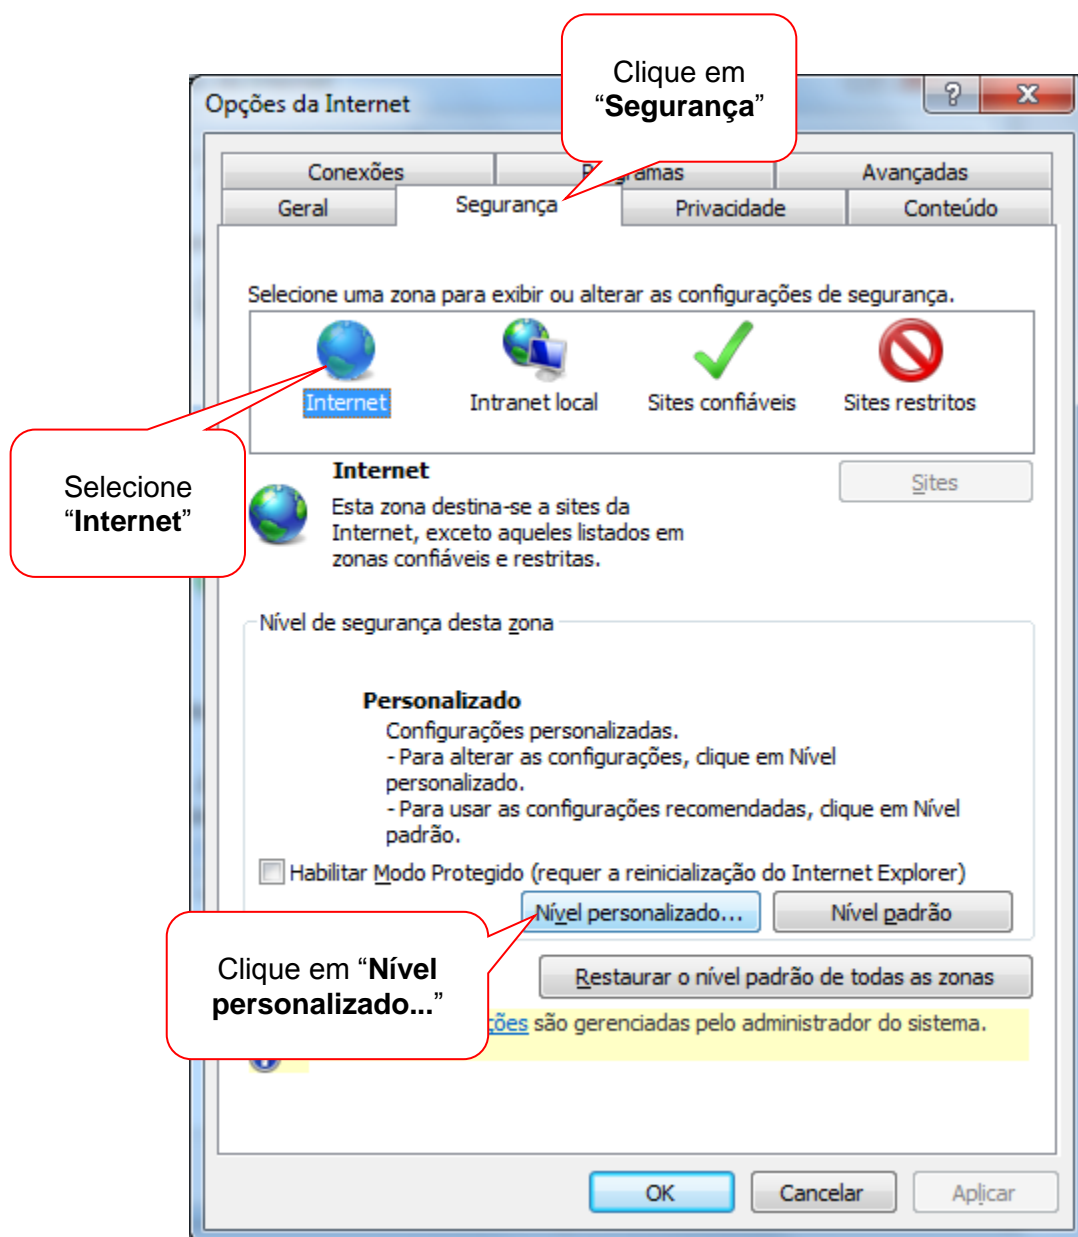 Clique em
“Segurança”
Opções da Internet
Conexões
Avançadas
Geral
Segurança
Privacidade
Conteúdo
Selecione uma zona para exibir ou alterar as configurações de segurança.
Internet
Intranet local
Sites confiáveis
Sites restritos
Selecione
“Internet”
Internet
Sites
Esta zona destina-se a sites da
Internet, exceto aqueles listados em
zonas confiáveis e restritas.
Nível de segurança desta zona
Personalizado
Configurações personalizadas.
- Para alterar as configurações, clique em Nível
personalizado.
- Para usar as configurações recomendadas, clique em Nível
padrão.
Habilitar Modo Protegido (requer a reinicialização do Internet Explorer)
Nível personalizado...
Nível padrão
Clique em “Nível
personalizado...”
Restaurar o nível padrão de todas as zonas
ções são gerenciadas pelo administrador do sistema.
OK
Cancelar
Aplicar